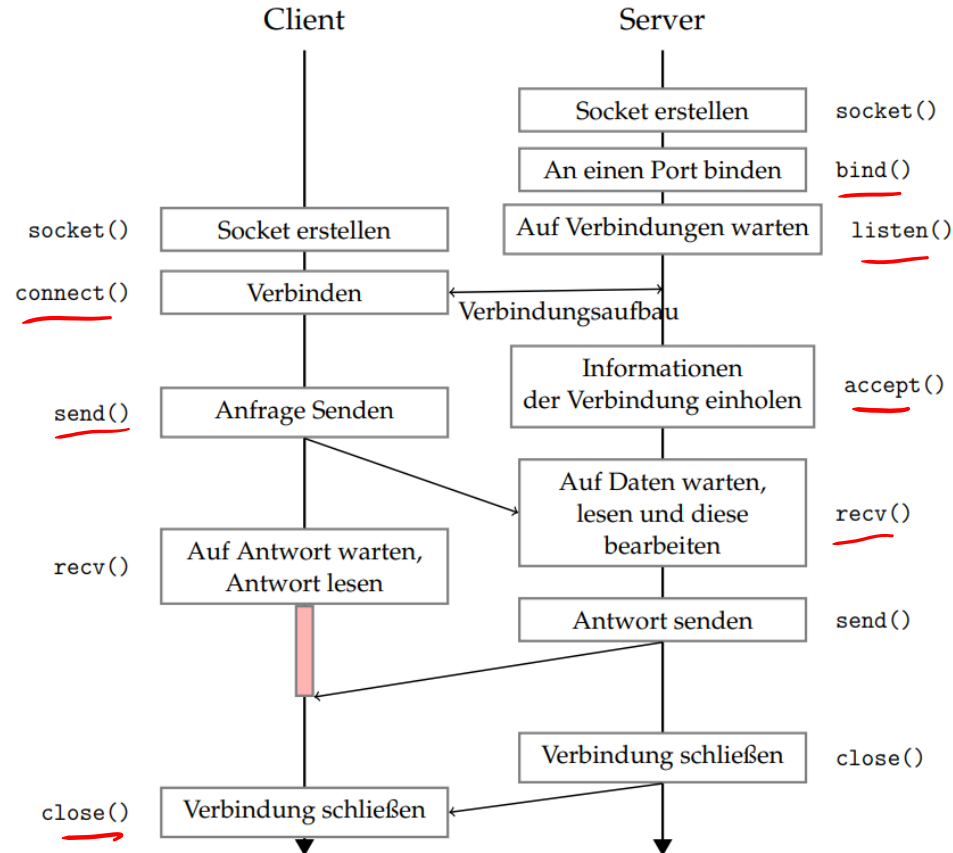 Client
Server
Socket erstellen
socket()
An einen Port binden
bind()
socket()
Socket erstellen
Auf Verbindungen warten
listen()
connect()
Verbinden
Verbindungsaufbau
Informationen
der Verbindung einholen
accept()
send()
Anfrage Senden
Auf Daten warten,
lesen und diese
bearbeiten
recv()
recv()
Auf Antwort warten,
Antwort lesen
Antwort senden
send()
Verbindung schließen
close()
close()
Verbindung schließen